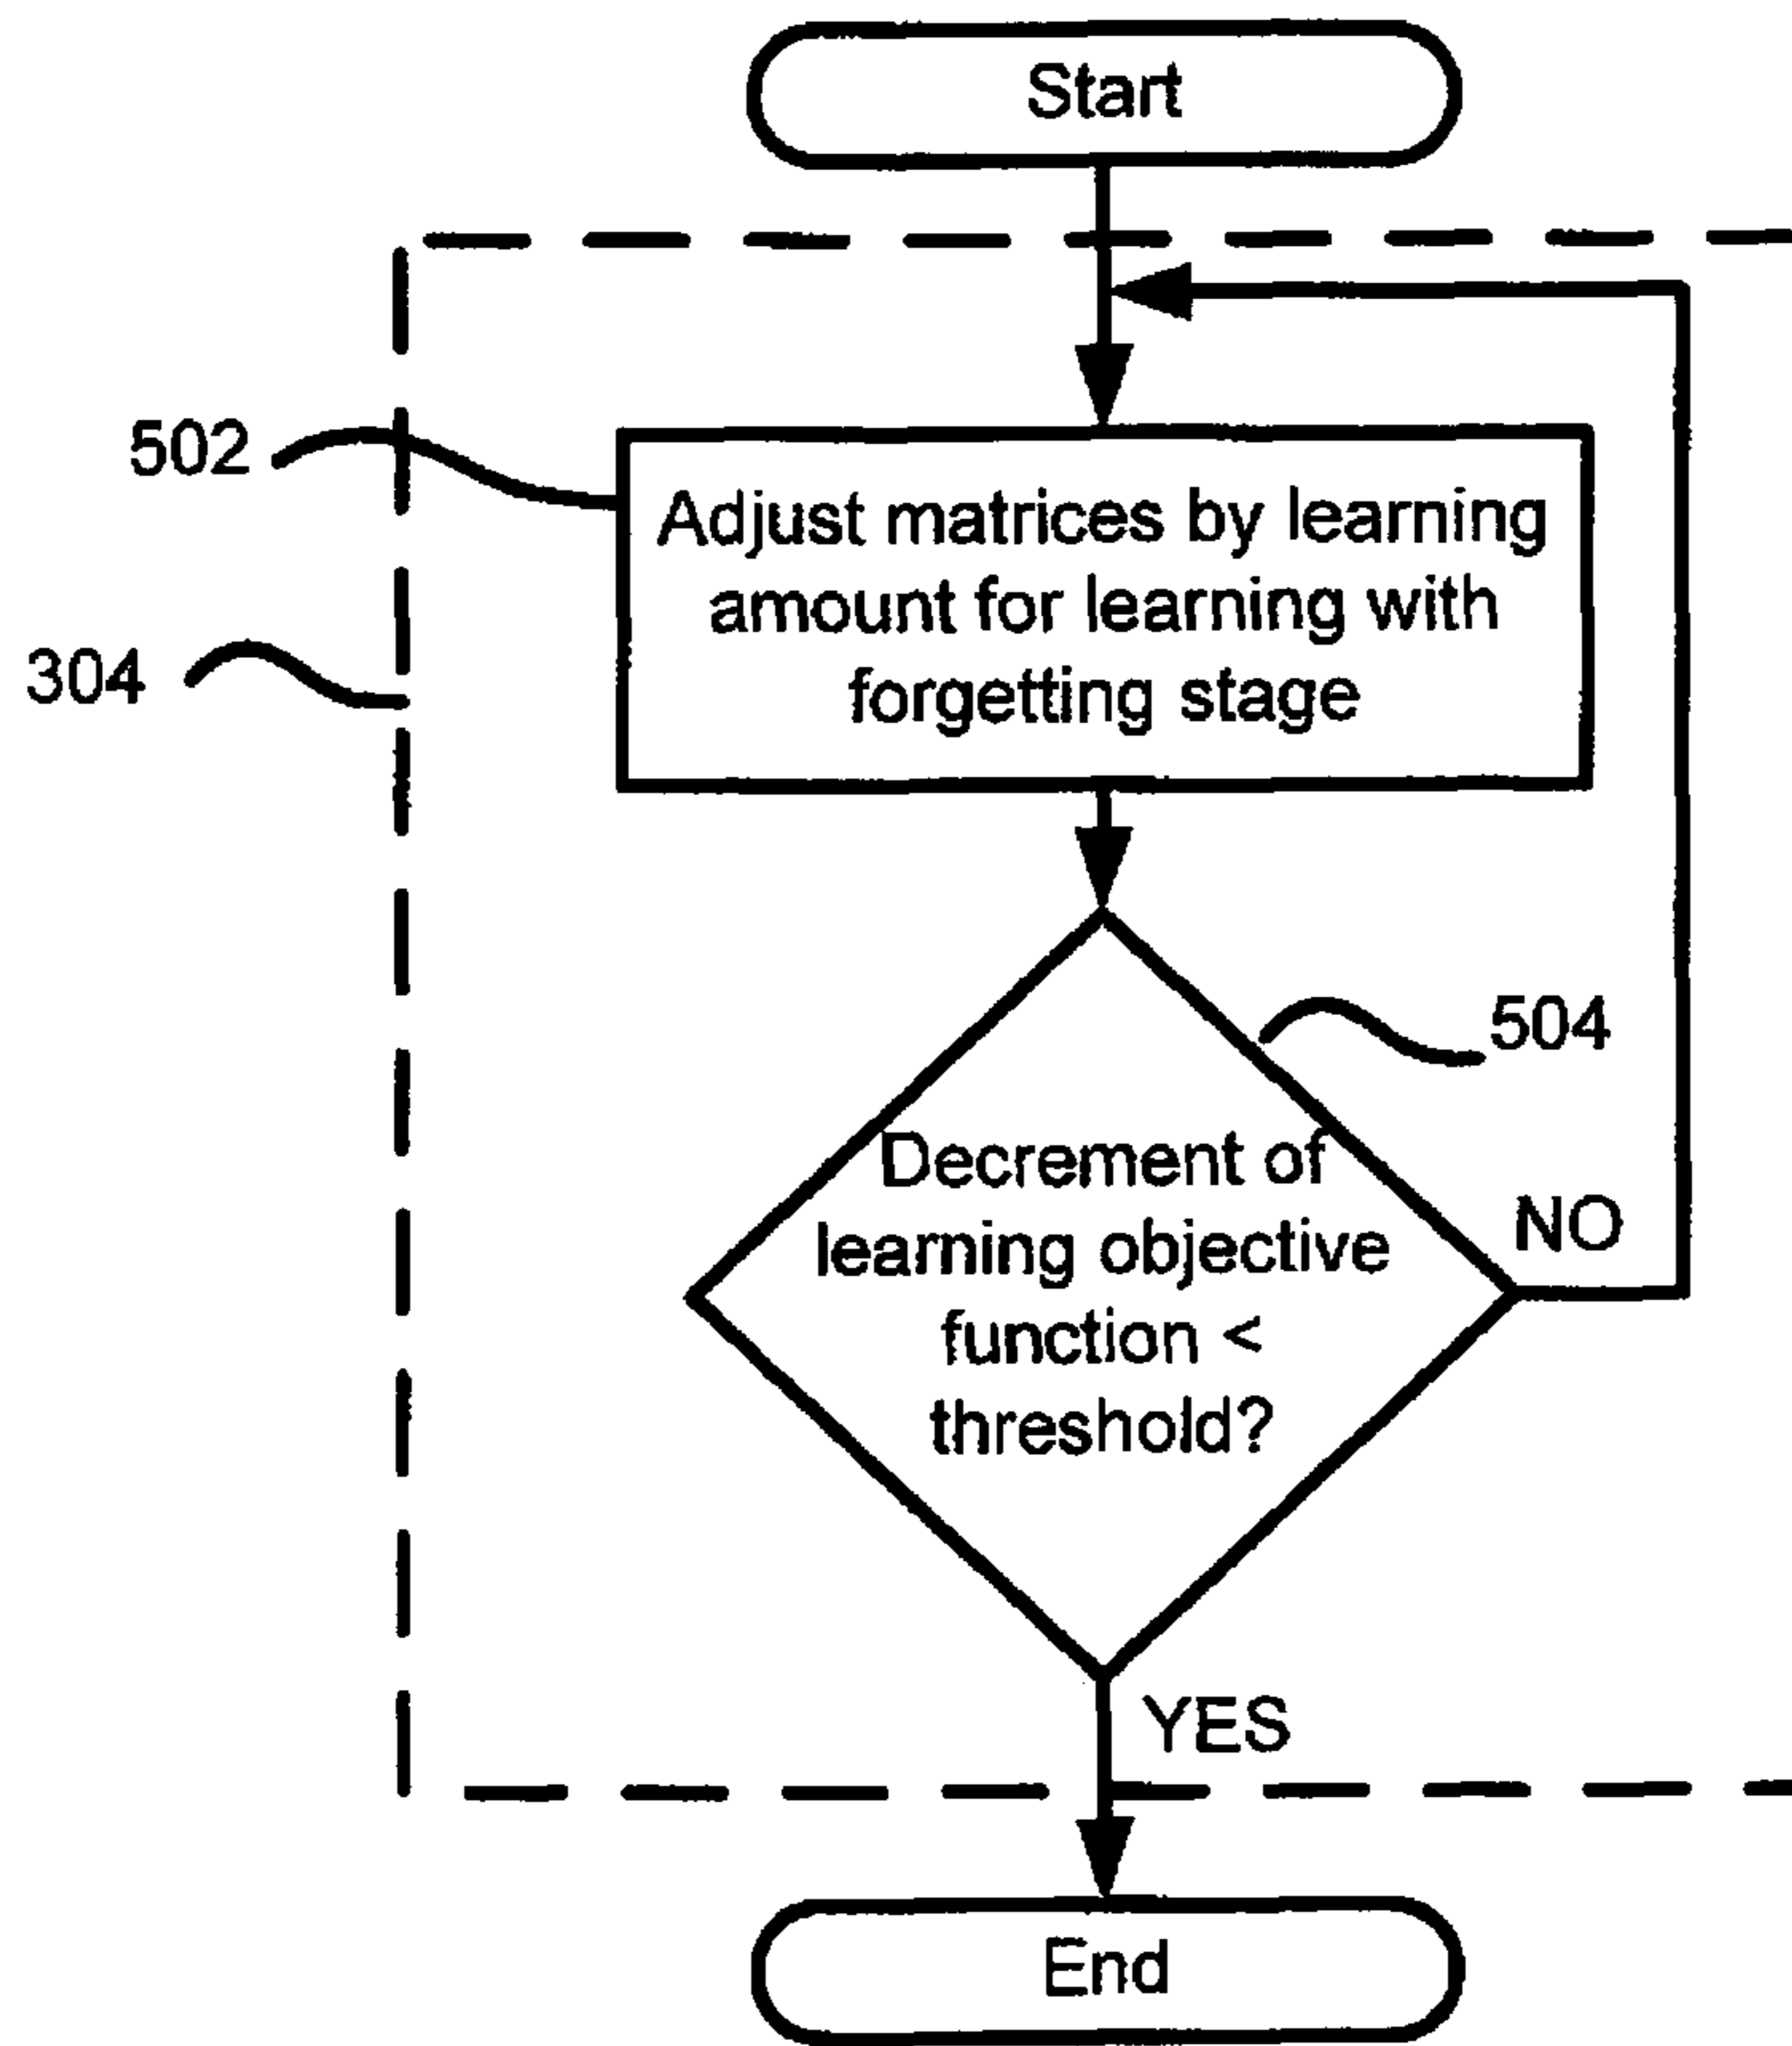 Start
502
Adjust matrices by learning
amount for learning with
forgetting stage
304
504
Decrement of
learning objective
function <
threshold?
NO
YES
End